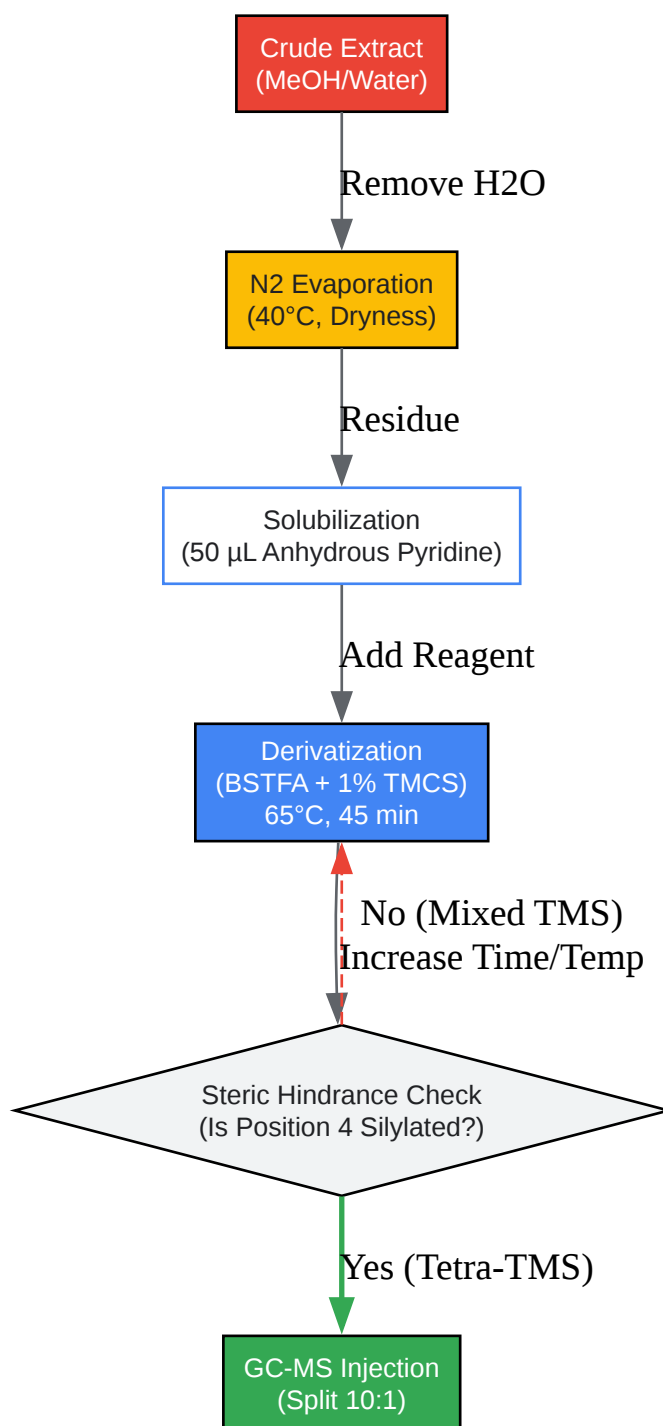 Crude Extract
(MeOH/Water)
Remove H2O
N2 Evaporation
(40°C, Dryness)
Residue
Solubilization
(50 µL Anhydrous Pyridine)
Add Reagent
Derivatization
(BSTFA + 1% TMCS)
65°C, 45 min
No (Mixed TMS)
Increase Time/Temp
Steric Hindrance Check
(Is Position 4 Silylated?)
Yes (Tetra-TMS)
GC-MS Injection
(Split 10:1)